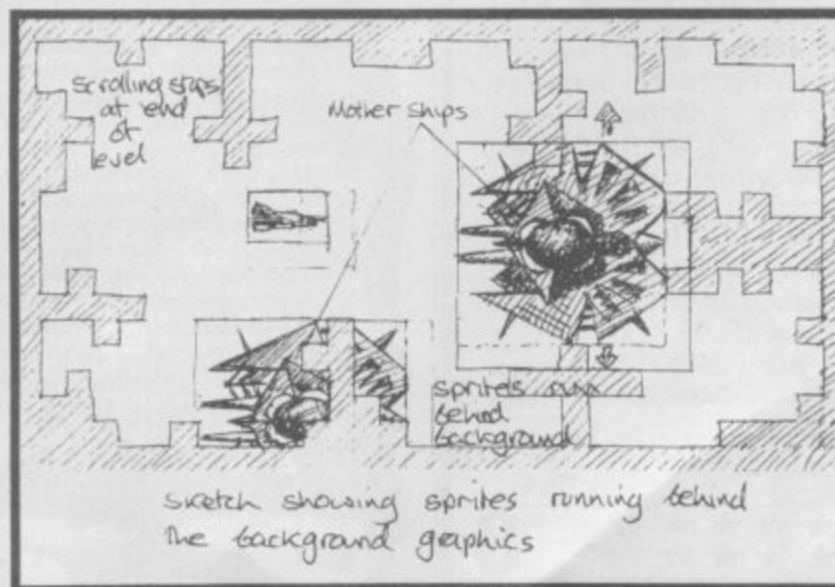 Scrolling stops
at end
of
level
Mother Ships
sprites run
behind
background
sketch showing sprites running behind
the background graphics